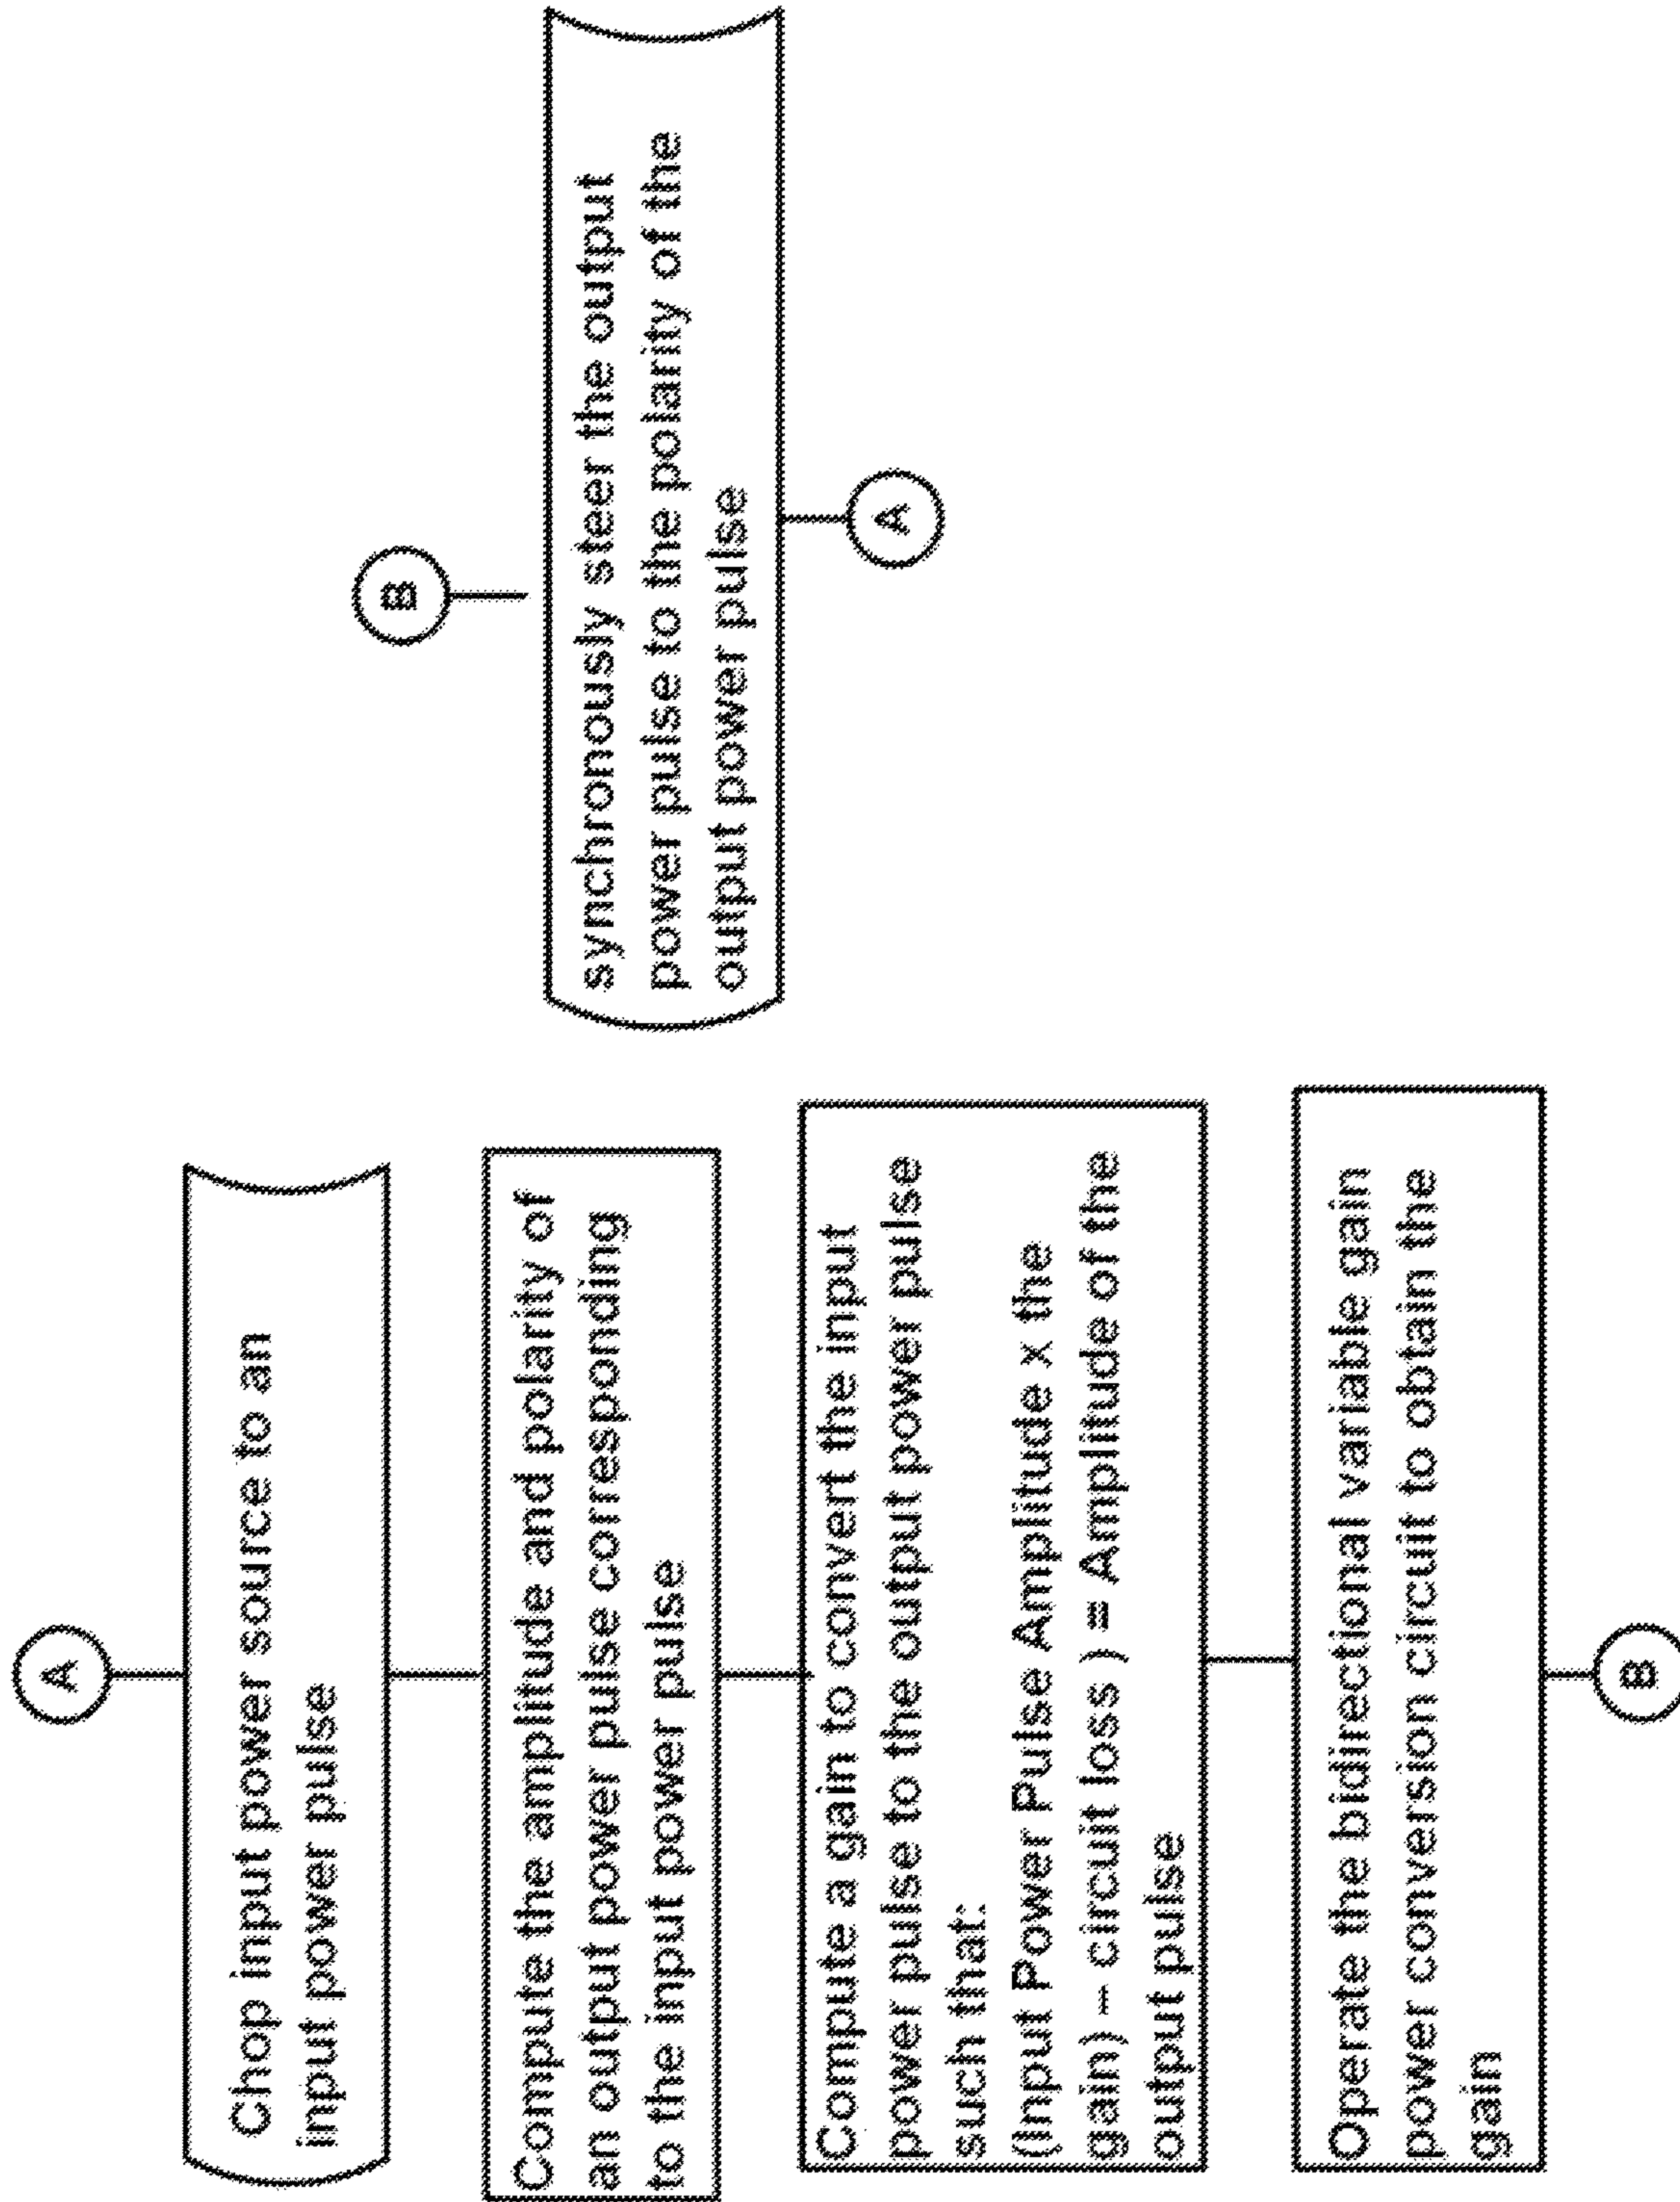 A
Chop input power source to an
input power pulse
Compute the amplitude and polarity of
an output power pulse corresponding
to the input power pulse
Compute a gain to convert the input
power pulse to the output power pulse
such that:
(Input Power Pulse Amplitude x the
gain) – circuit loss ) = Amplitude of the
output pulse
Operate the bidirectional variable gain
power conversion circuit to obtain the
gain
B
B
synchronously steer the output
power pulse to the polarity of the
output power pulse
A